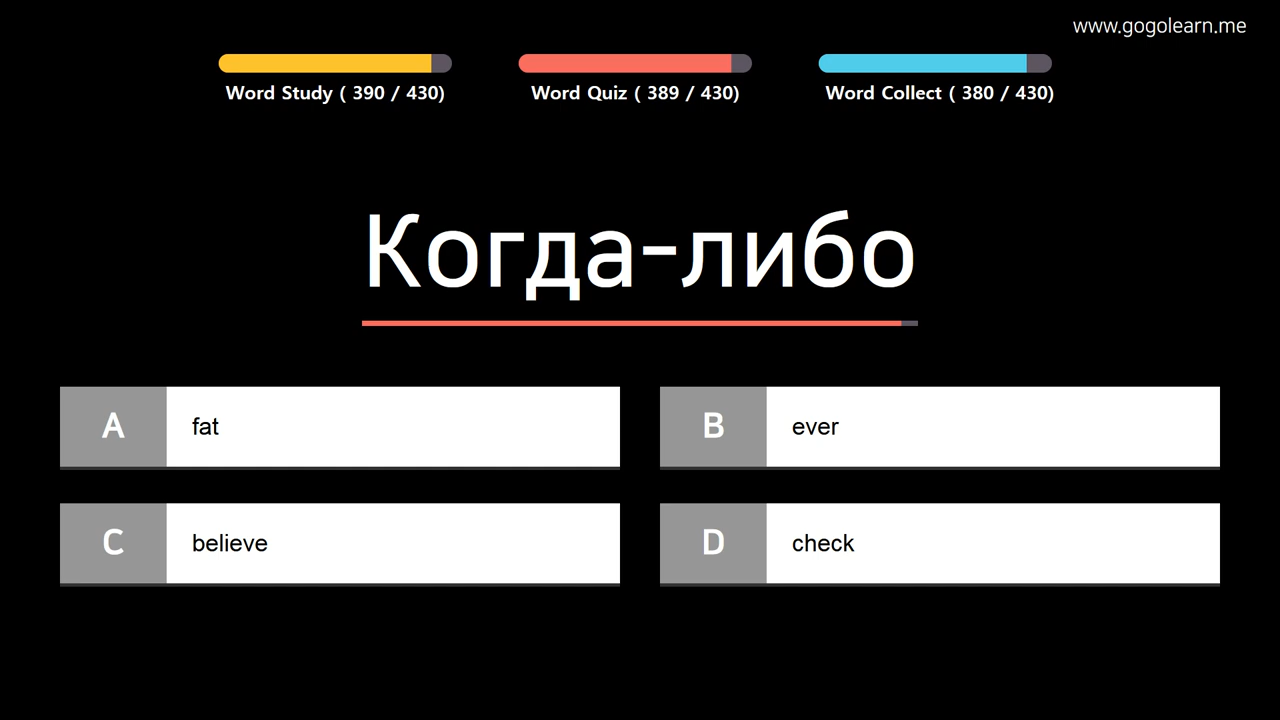 www.gogolearn.me
Word Study ( 390 / 430)
Word Quiz ( 389 / 430)
Word Collect ( 380 / 430)
Когда-либо
A fat
B ever
C believe
D check